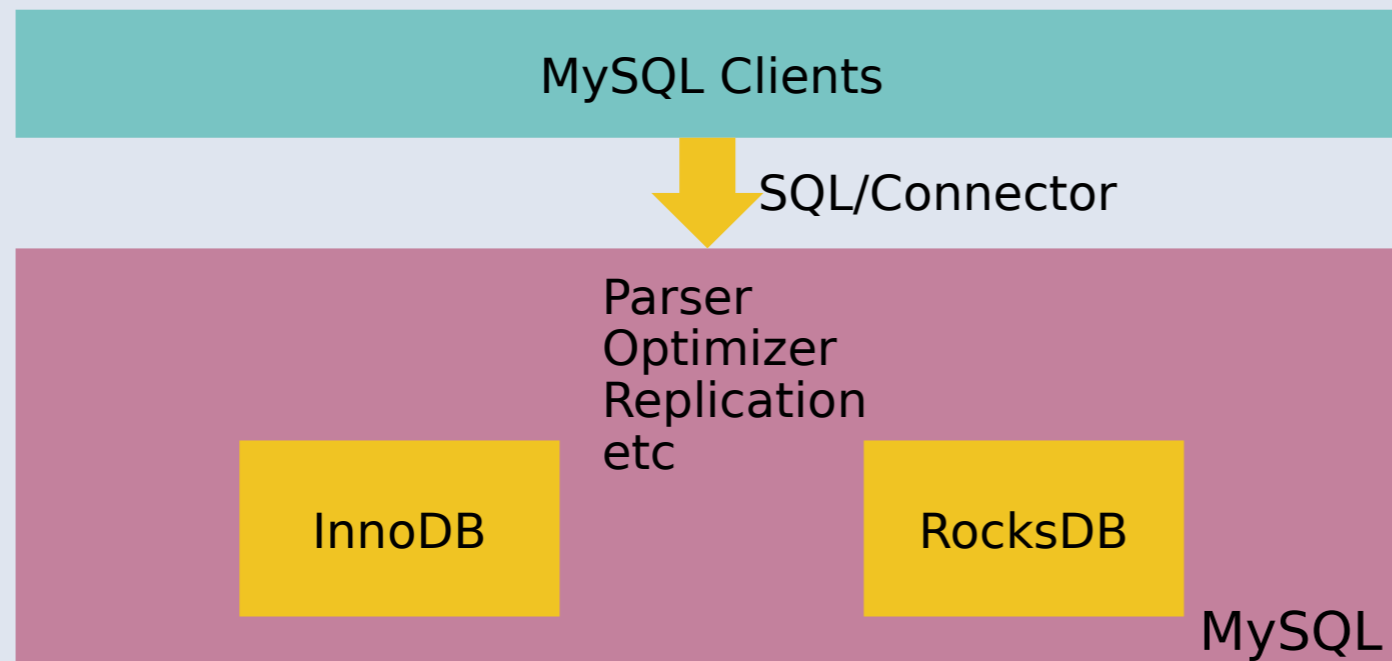 MySQL Clients
SQL/Connector
Parser
Optimizer
Replication
etc
InnoDB
RocksDB
MySQL